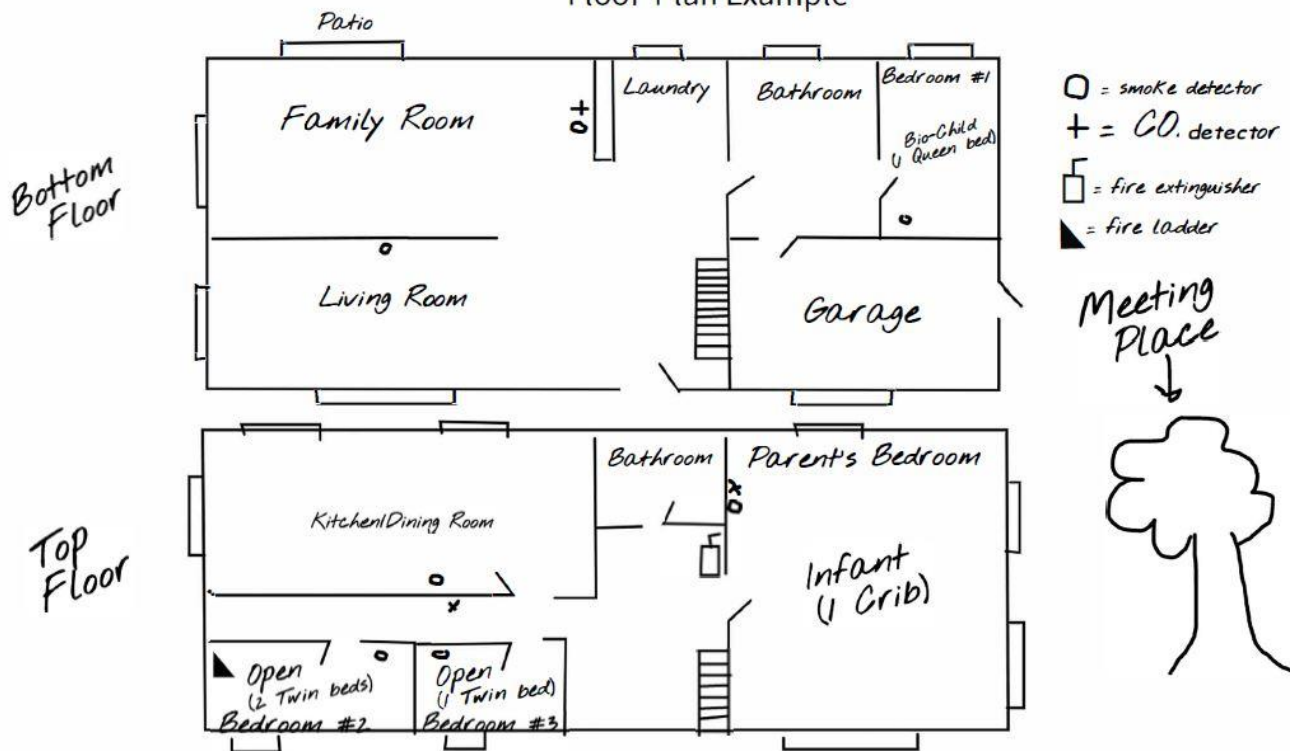 Floor Plan Example
Patio
Family Room
Laundry
Bathroom
Bedroom #1
Bio-Child
(1 Queen bed)
Bottom
Floor
Living Room
Garage
= smoke detector
+ = CO. detector
= fire extinguisher
= fire ladder
Meeting
Place
Top
Floor
Kitchen/Dining Room
Bathroom
Parent's Bedroom
Infant
(1 Crib)
Open
(2 Twin beds)
Bedroom #2
Open
(1 Twin bed)
Bedroom #3